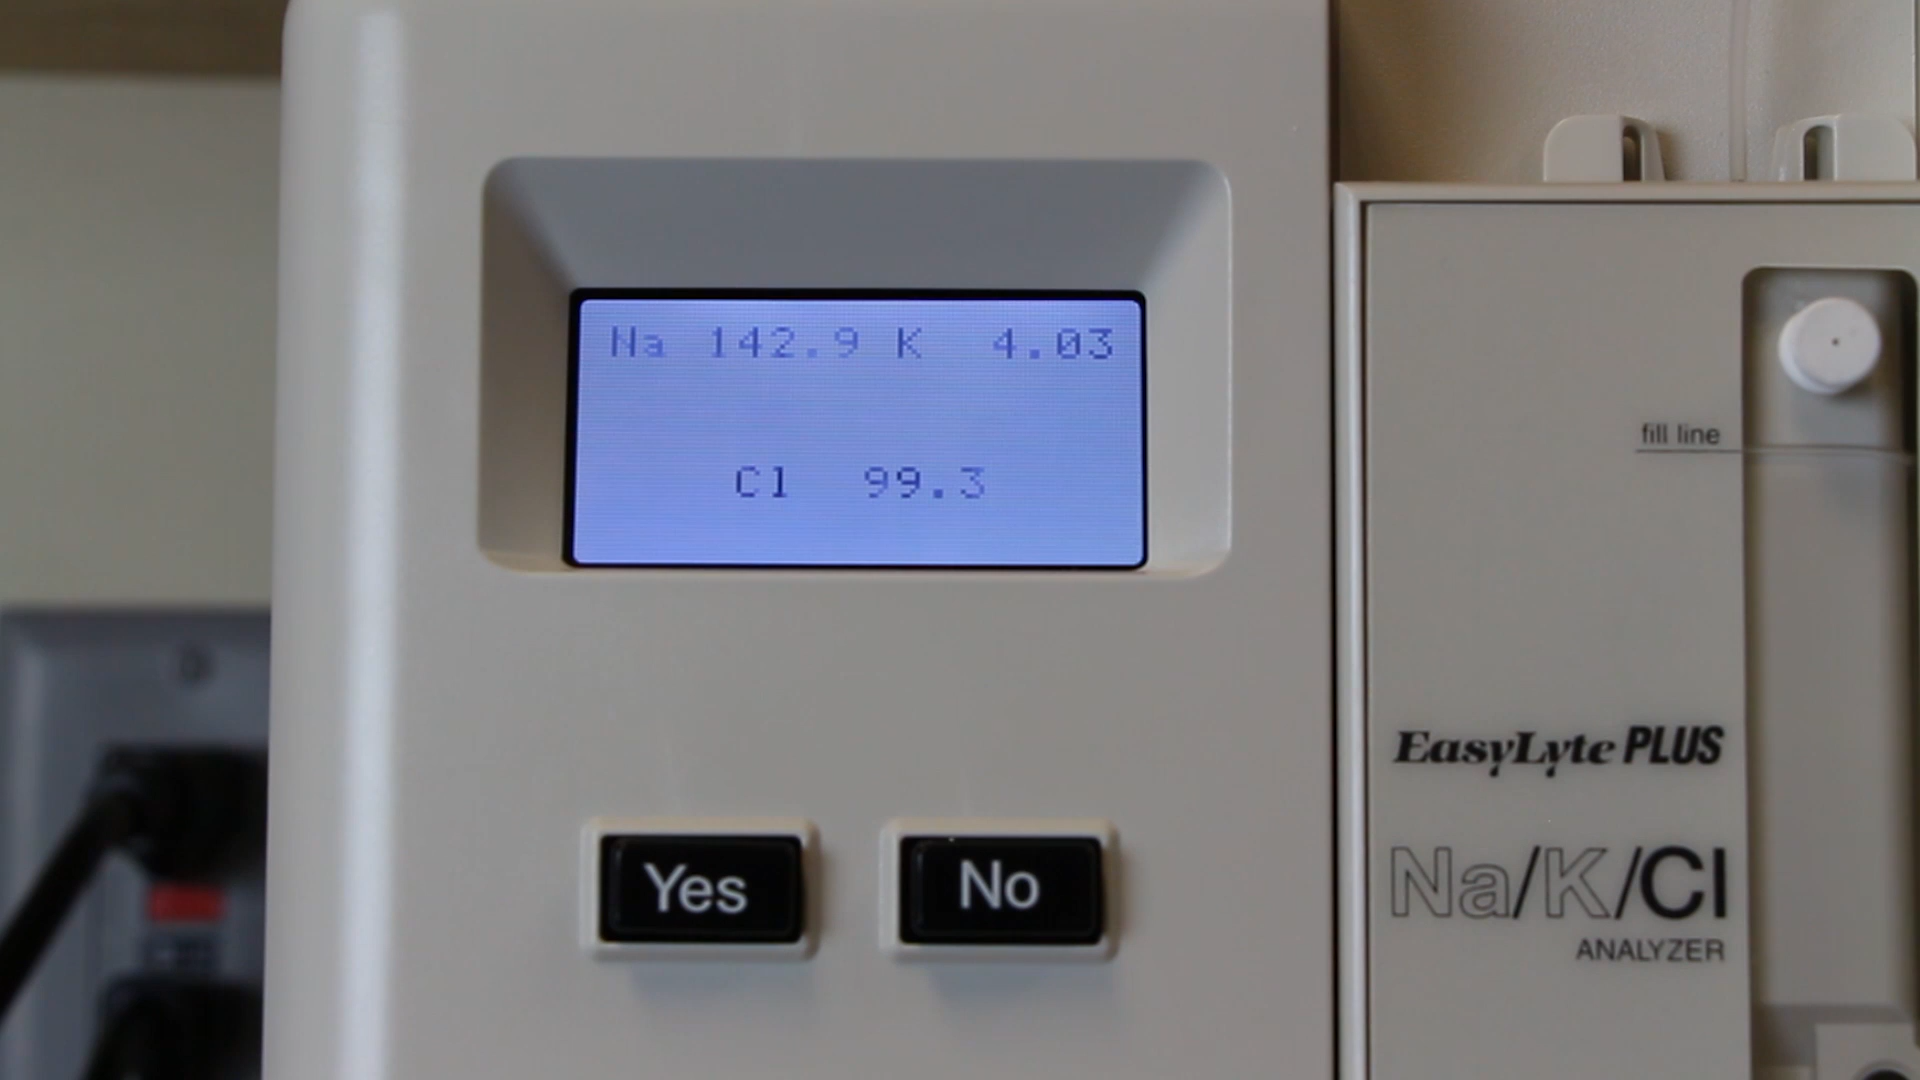 Na 142.9 K 4.03
Cl 99.3
Yes
No
fill line
EasyLyte PLUS
Na/K/Cl
ANALYZER